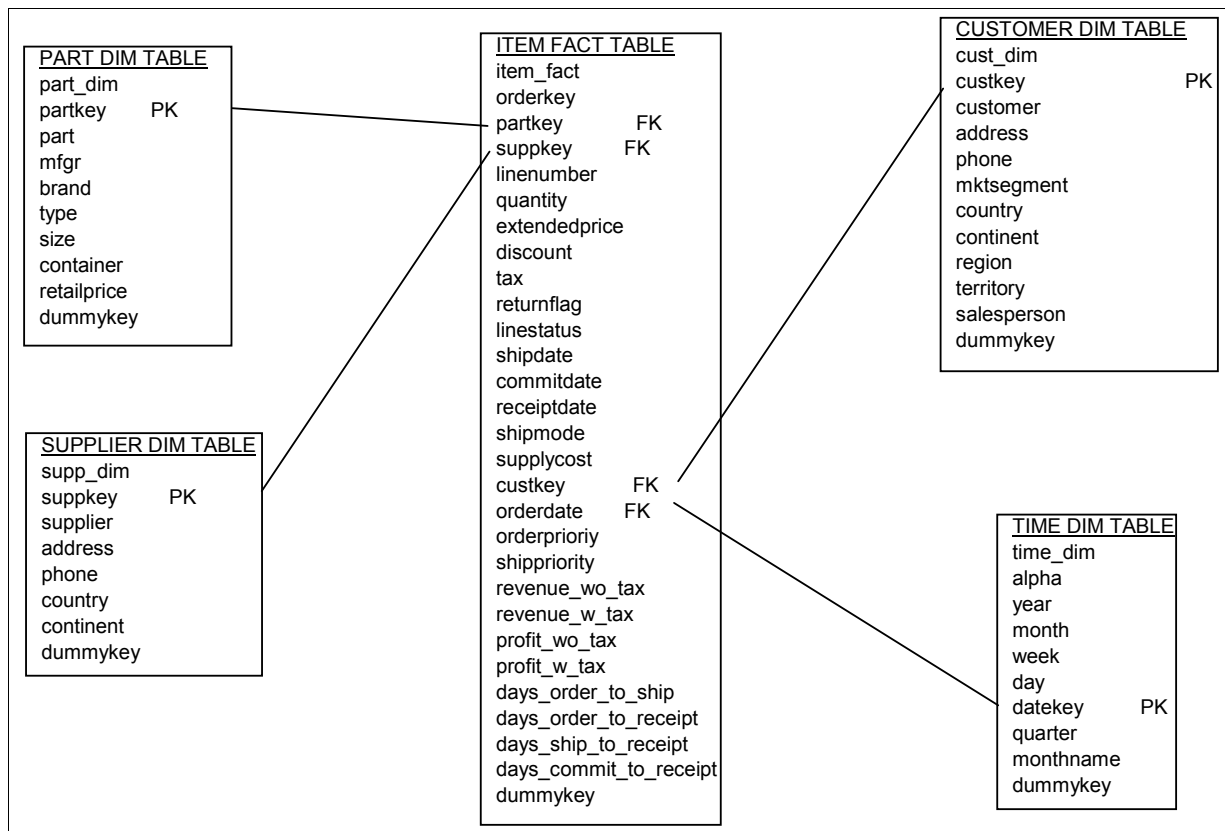 PART DIM TABLE
part_dim
partkey PK
part
mfgr
brand
type
size
container
retailprice
dummykey
SUPPLIER DIM TABLE
supp_dim
suppkey PK
supplier
address
phone
country
continent
dummykey
ITEM FACT TABLE
item_fact
orderkey
partkey FK
suppkey FK
linenumber
quantity
extendedprice
discount
tax
returnflag
linestatus
shipdate
commitdate
receiptdate
shipmode
supplycost
custkey FK
orderdate FK
orderprioriy
shippriority
revenue_wo_tax
revenue_w_tax
profit_wo_tax
profit_w_tax
days_order_to_ship
days_order_to_receipt
days_ship_to_receipt
days_commit_to_receipt
dummykey
CUSTOMER DIM TABLE
cust_dim
custkey PK
customer
address
phone
mktsegment
country
continent
region
territory
salesperson
dummykey
TIME DIM TABLE
time_dim
alpha
year
month
week
day
datekey PK
quarter
monthname
dummykey